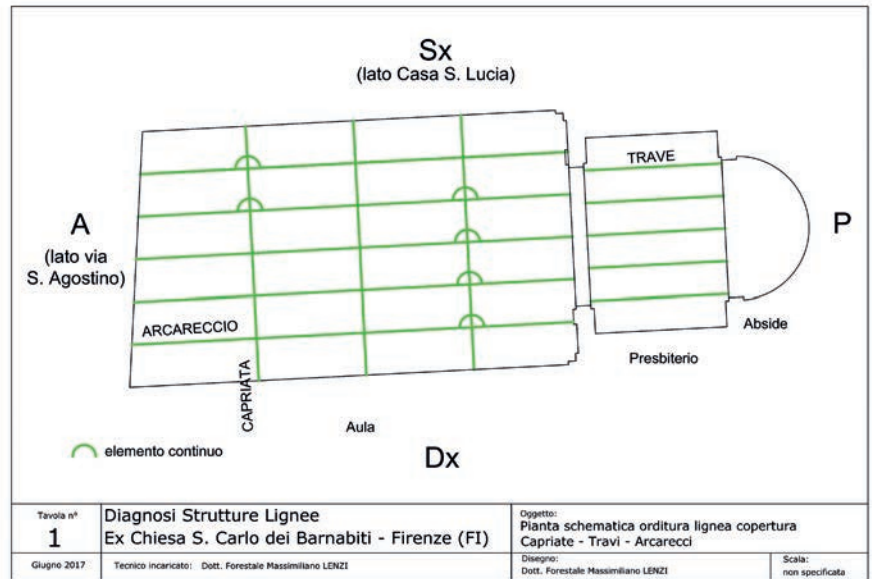 Sx
(lato Casa S. Lucia)
TRAVE
A
(lato via
S. Agostino)
P
ARCARECCIO
CAPRIATA
Abside
Presbiterio
Aula
elemento continuo
Dx
Tavola n°
1
Diagnosi Strutture Lignee
Ex Chiesa S. Carlo dei Barnabiti - Firenze (FI)
Oggetto:
Pianta schematica orditura lignea copertura
Capriate - Travi - Arcarecci
Giugno 2017
Tecnico incaricato: Dott. Forestale Massimiliano LENZI
Disegno:
Dott. Forestale Massimiliano LENZI
Scala:
non specificata